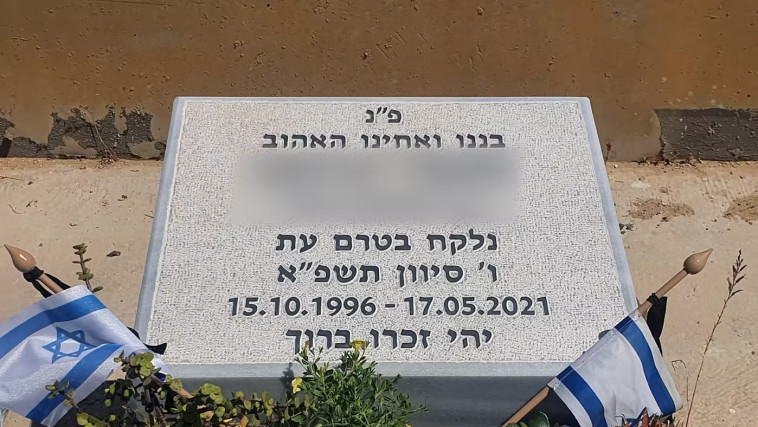 פ"נ
בננו ואחינו האהוב
נלקח בטרם עת
ו' סיוון תשפ"א
15.10.1996 - 17.05.2021
יהי זכרו ברוך